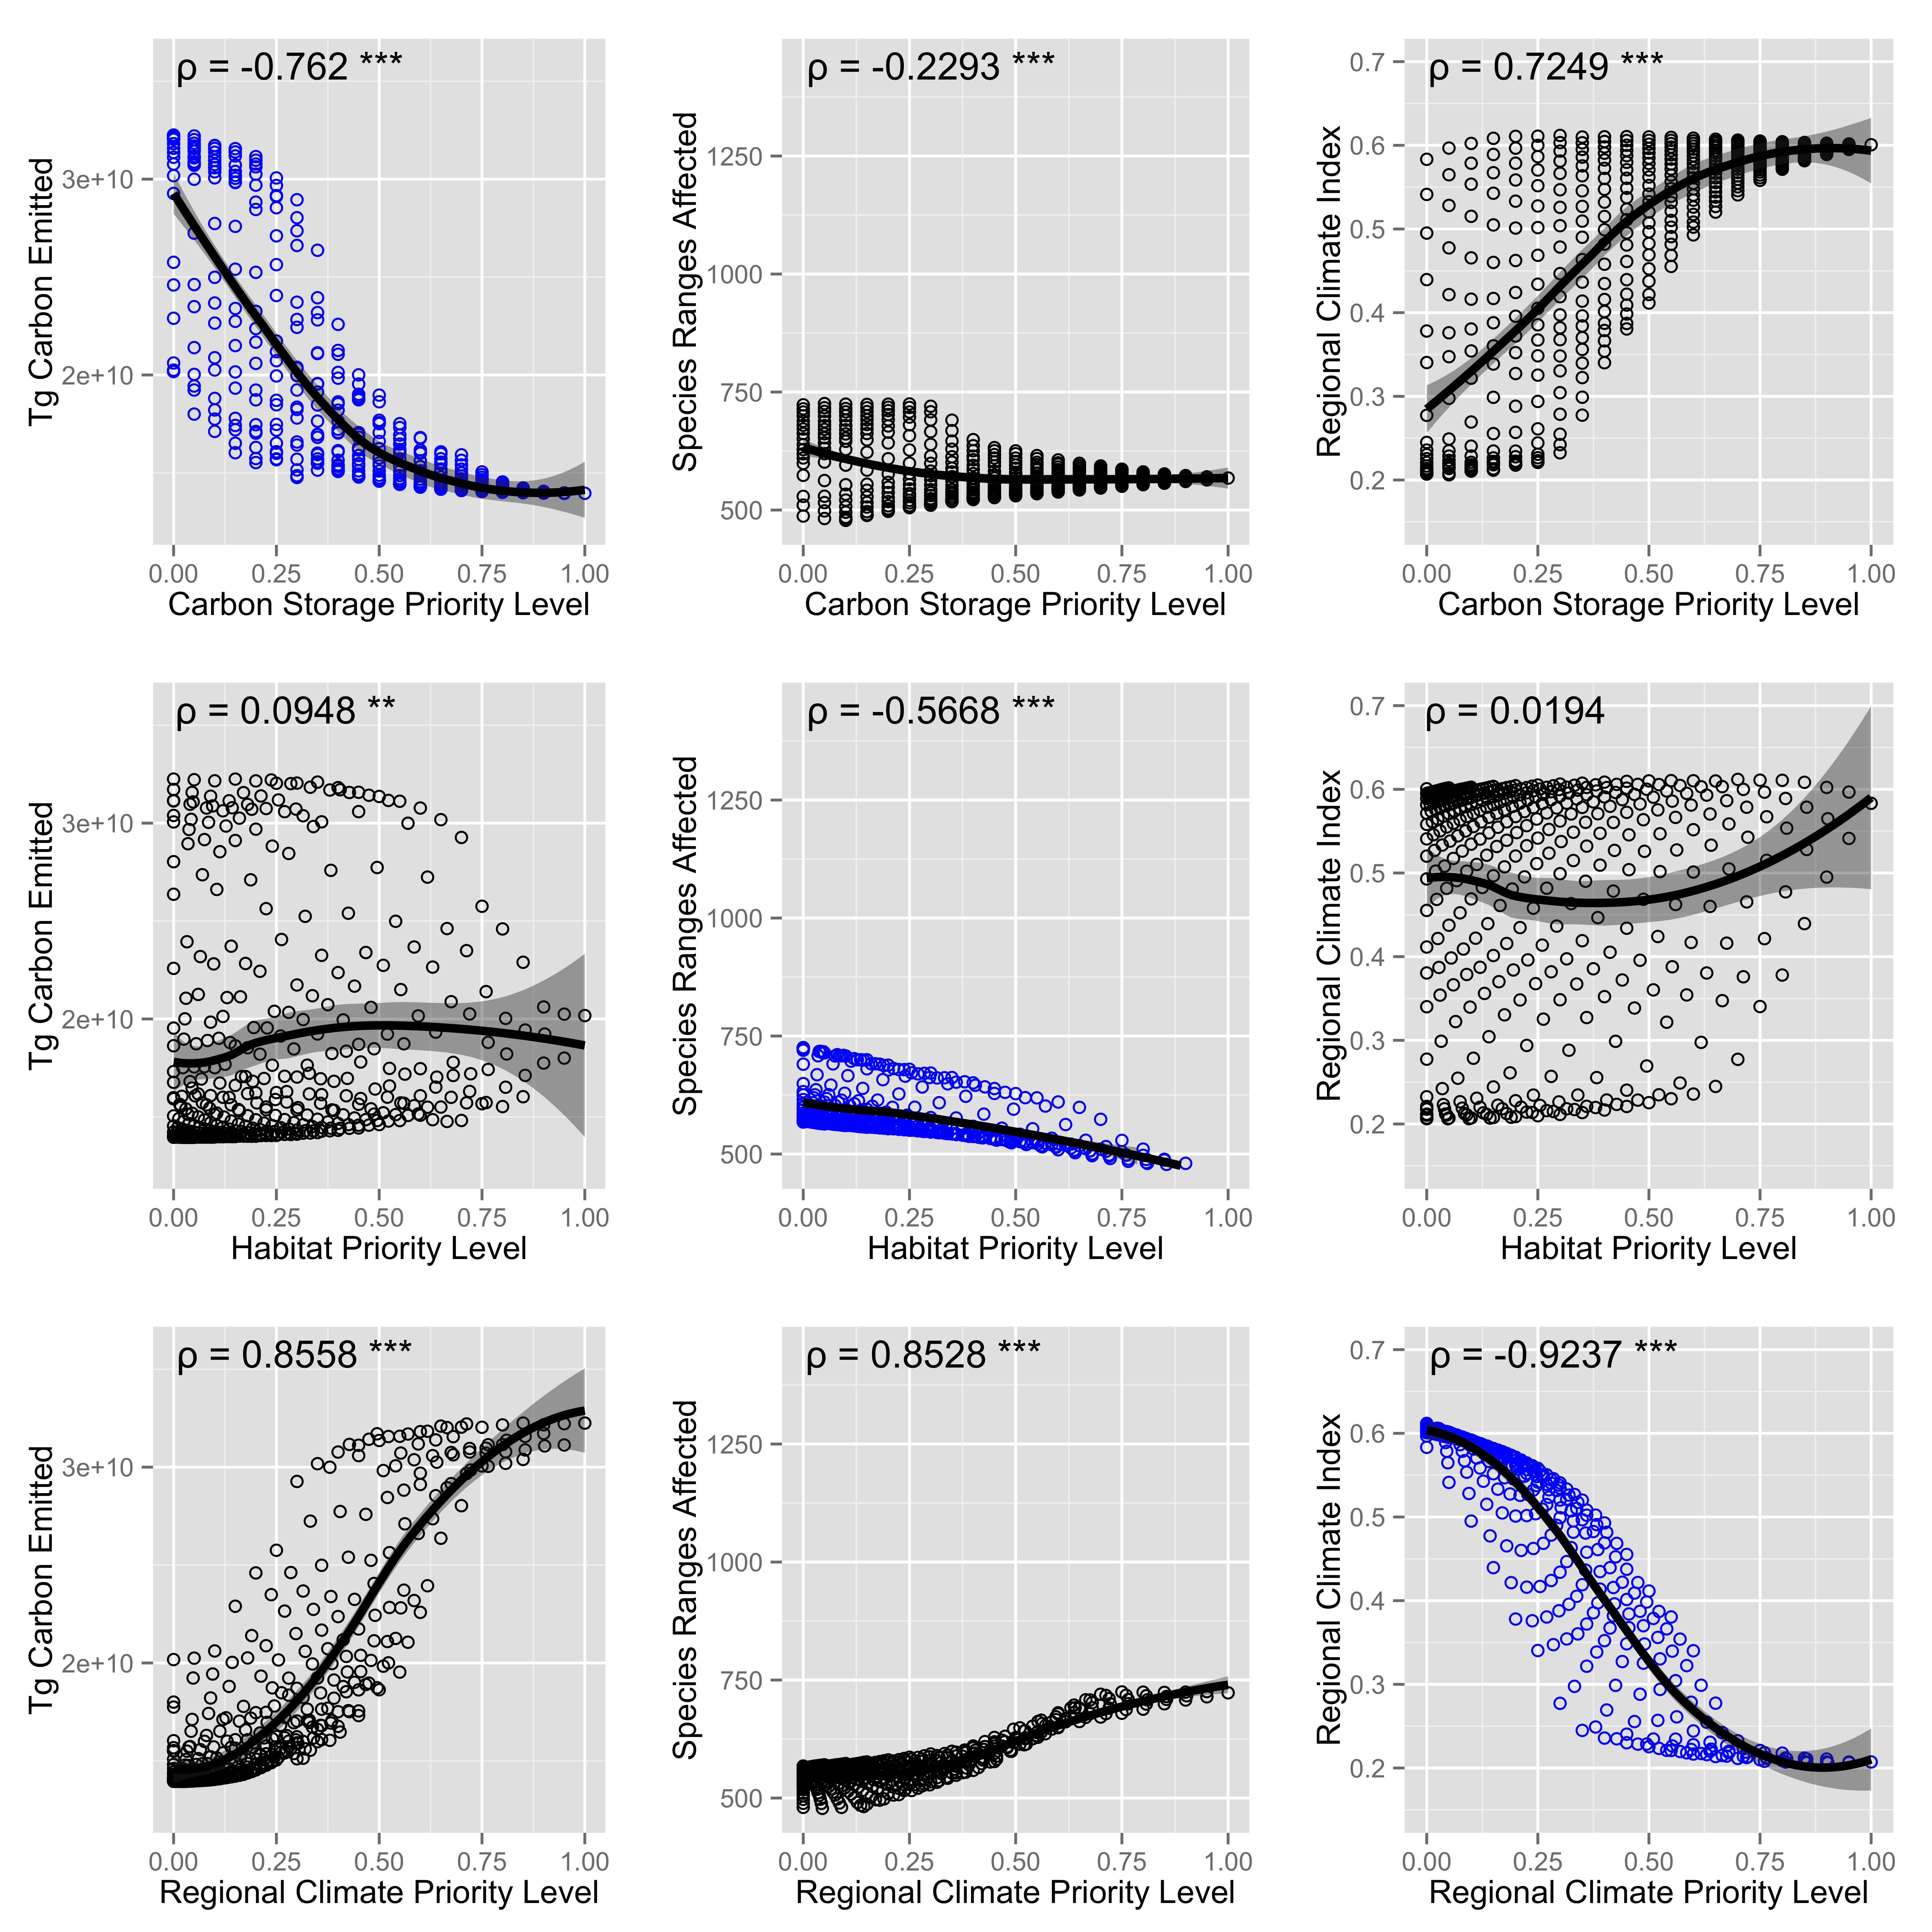 ρ = -0.762 ***
Tg Carbon Emitted
3e+10
2e+10
0.00 0.25 0.50 0.75 1.00
Carbon Storage Priority Level
ρ = -0.2293 ***
Species Ranges Affected
1250
1000
750
500
0.00 0.25 0.50 0.75 1.00
Carbon Storage Priority Level
ρ = 0.7249 ***
Regional Climate Index
0.7
0.6
0.5
0.4
0.3
0.2
0.00 0.25 0.50 0.75 1.00
Carbon Storage Priority Level
ρ = 0.0948 **
Tg Carbon Emitted
3e+10
2e+10
0.00 0.25 0.50 0.75 1.00
Habitat Priority Level
ρ = -0.5668 ***
Species Ranges Affected
1250
1000
750
500
0.00 0.25 0.50 0.75 1.00
Habitat Priority Level
ρ = 0.0194
Regional Climate Index
0.7
0.6
0.5
0.4
0.3
0.2
0.00 0.25 0.50 0.75 1.00
Habitat Priority Level
ρ = 0.8558 ***
Tg Carbon Emitted
3e+10
2e+10
0.00 0.25 0.50 0.75 1.00
Regional Climate Priority Level
ρ = 0.8528 ***
Species Ranges Affected
1250
1000
750
500
0.00 0.25 0.50 0.75 1.00
Regional Climate Priority Level
ρ = -0.9237 ***
Regional Climate Index
0.7
0.6
0.5
0.4
0.3
0.2
0.00 0.25 0.50 0.75 1.00
Regional Climate Priority Level